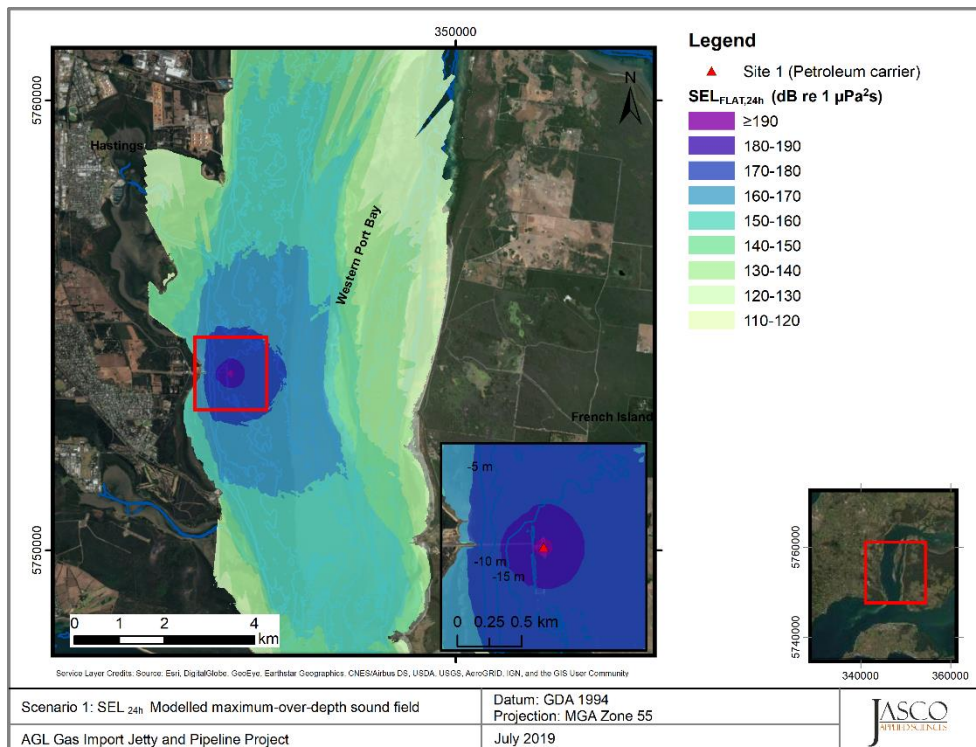 350000
5760000
5750000
Hastings
Western Port Bay
French Island
N
-5 m
-10 m
-15 m
0 0.25 0.5 km
0 1 2 4
km
Legend
Site 1 (Petroleum carrier)
SEL FLAT,24h (dB re 1 µPa²s)
≥190
180-190
170-180
160-170
150-160
140-150
130-140
120-130
110-120
5760000
5740000
340000 360000
Service Layer Credits: Source: Esri, DigitalGlobe, GeoEye, Earthstar Geographics, CNES/Airbus DS, USDA, USGS, AeroGRID, IGN, and the GIS User Community
Scenario 1: SEL 24h Modelled maximum-over-depth sound field
Datum: GDA 1994
Projection: MGA Zone 55
AGL Gas Import Jetty and Pipeline Project
July 2019
JASCO
APPLIED SCIENCES